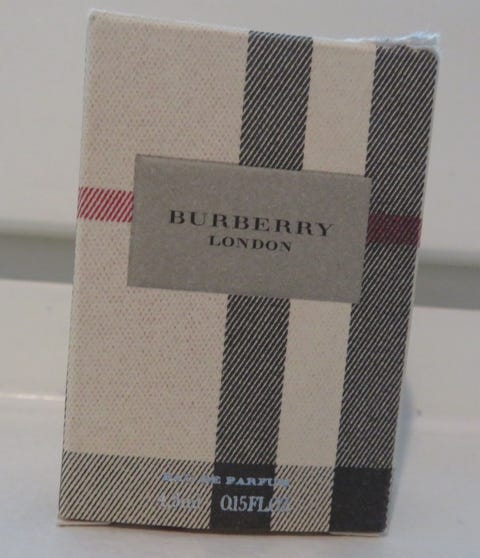 BURBERRY
LONDON
EAU DE PARFUM
0.15FL.OZ